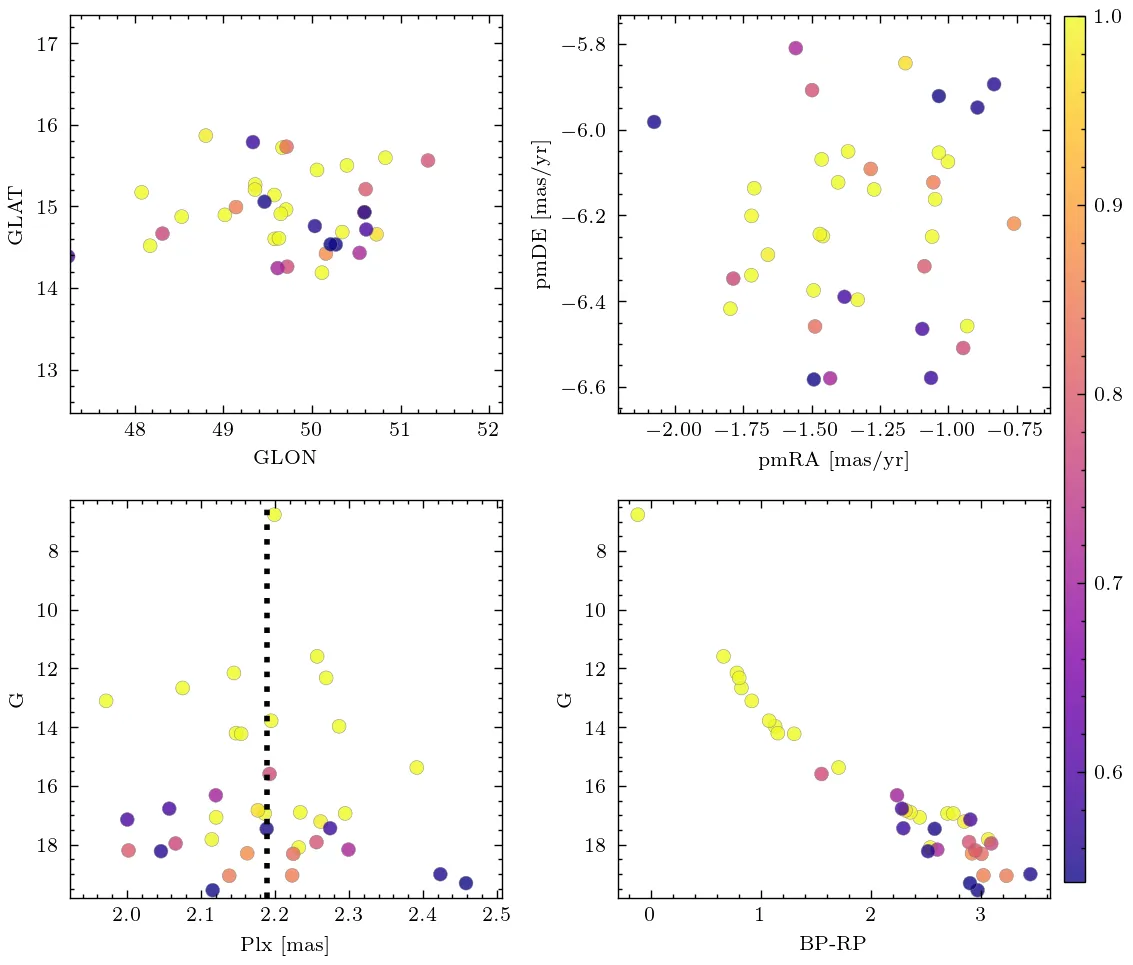 17
16
15
14
13
GLAT
48 49 50 51 52
GLON
−5.8
−6.0
−6.2
−6.4
−6.6
pmDE [mas/yr]
−2.00 −1.75 −1.50 −1.25 −1.00 −0.75
pmRA [mas/yr]
1.0
0.9
0.8
0.7
0.6
8
10
12
14
16
18
G
2.0 2.1 2.2 2.3 2.4 2.5
Plx [mas]
8
10
12
14
16
18
G
0 1 2 3
BP-RP